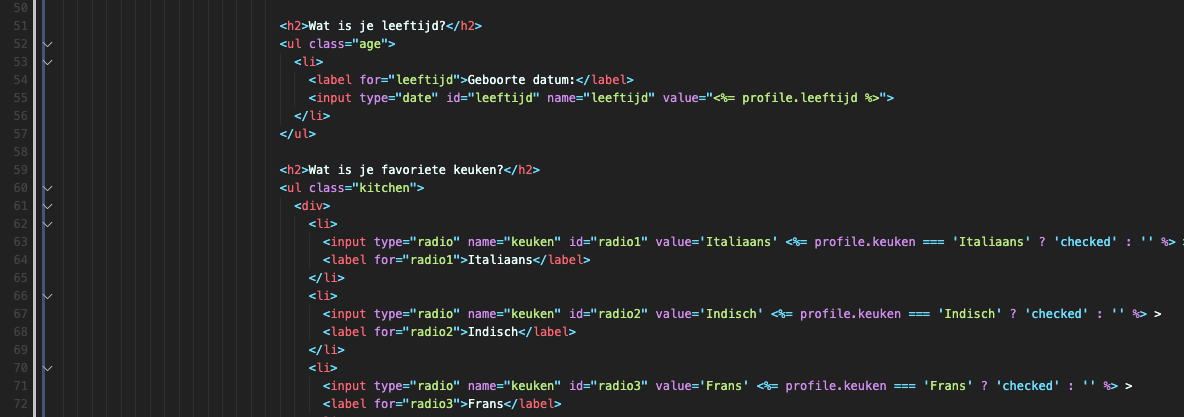 50
51 <h2>Wat is je leeftijd?</h2>
52 <ul class="age">
53 <li>
54 <label for="leeftijd">Geboorte datum:</label>
55 <input type="date" id="leeftijd" name="leeftijd" value="<%= profile.leeftijd %>">
56 </li>
57 </ul>
58
59 <h2>Wat is je favoriete keuken?</h2>
60 <ul class="kitchen">
61 <div>
62 <li>
63 <input type="radio" name="keuken" id="radio1" value='Italiaans' <%= profile.keuken === 'Italiaans' ? 'checked' : '' %> >
64 <label for="radio1">Italiaans</label>
65 </li>
66 <li>
67 <input type="radio" name="keuken" id="radio2" value='Indisch' <%= profile.keuken === 'Indisch' ? 'checked' : '' %> >
68 <label for="radio2">Indisch</label>
69 </li>
70 <li>
71 <input type="radio" name="keuken" id="radio3" value='Frans' <%= profile.keuken === 'Frans' ? 'checked' : '' %> >
72 <label for="radio3">Frans</label>